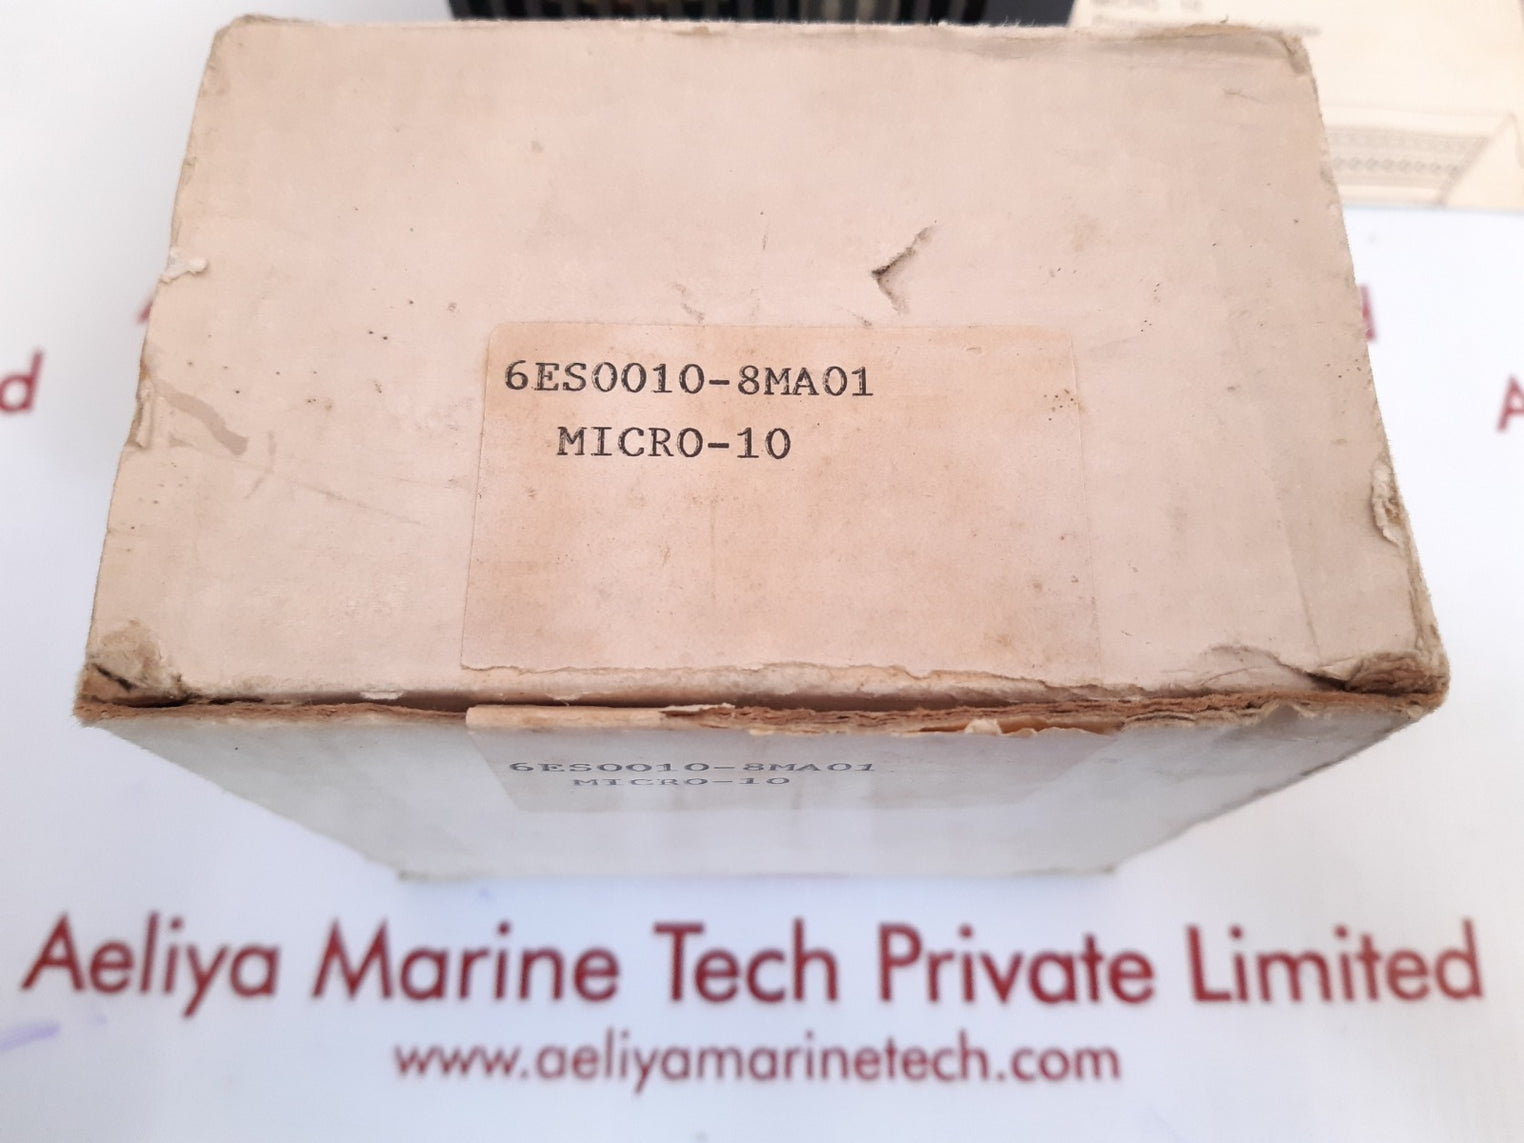 6ES0010-8MA01
MICRO-10
6ES0010-8MA01
MICRO-10
d
A
Aeliya Marine Tech Private Limited
www.aeliyamarinetech.com